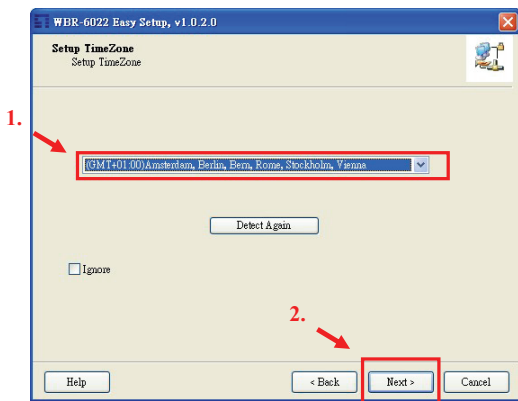 WBR-6022 Easy Setup, v1.0.2.0
Setup TimeZone
Setup TimeZone
1.
(GMT+01:00)Amsterdam, Berlin, Bern, Rome, Stockholm, Vienna
Detect Again
Ignore
2.
Help
< Back
Next >
Cancel